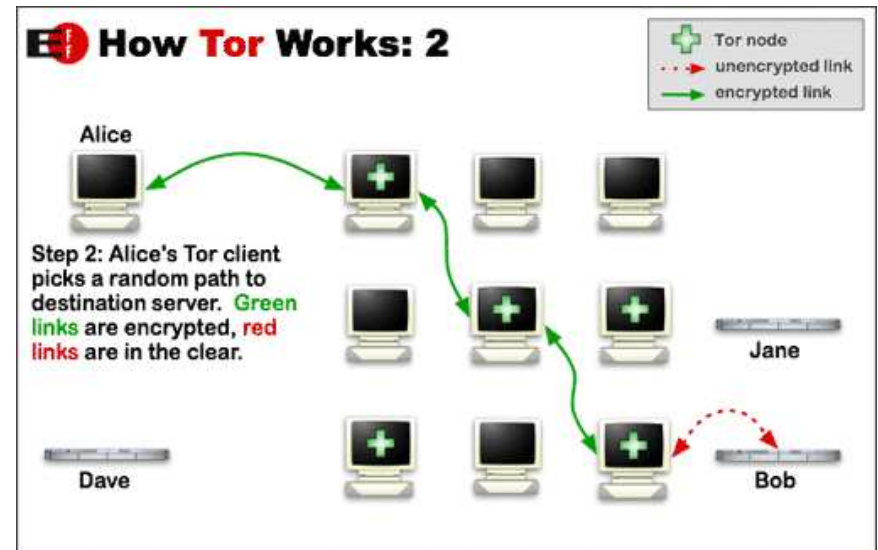 EFF How Tor Works: 2
Tor node
unencrypted link
encrypted link
Alice
Step 2: Alice's Tor client
picks a random path to
destination server. Green
links are encrypted, red
links are in the clear.
Jane
Dave
Bob